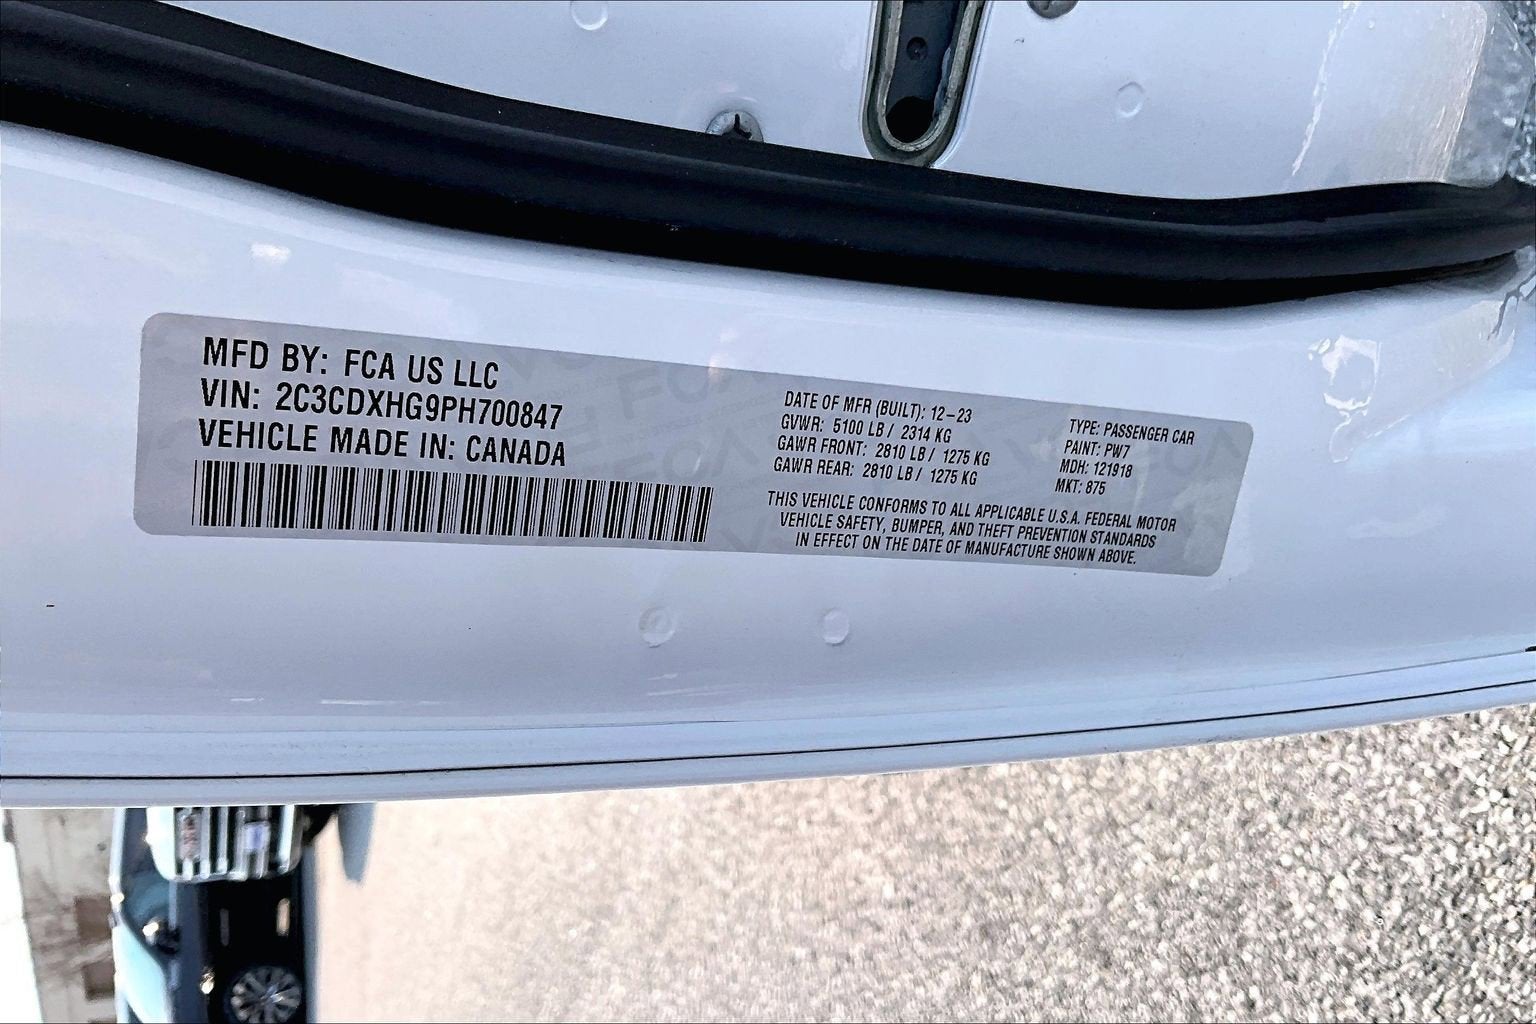 MFD BY: FCA US LLC
VIN: 2C3CDXHG9PH700847
VEHICLE MADE IN: CANADA
DATE OF MFR (BUILT): 12-23
GVWR: 5100 LB / 2314 KG
GAWR FRONT: 2810 LB / 1275 KG
GAWR REAR: 2810 LB / 1275 KG
TYPE: PASSENGER CAR
PAINT: PW7
MDH: 121918
MKT: 875
THIS VEHICLE CONFORMS TO ALL APPLICABLE U.S.A. FEDERAL MOTOR
VEHICLE SAFETY, BUMPER, AND THEFT PREVENTION STANDARDS
IN EFFECT ON THE DATE OF MANUFACTURE SHOWN ABOVE.